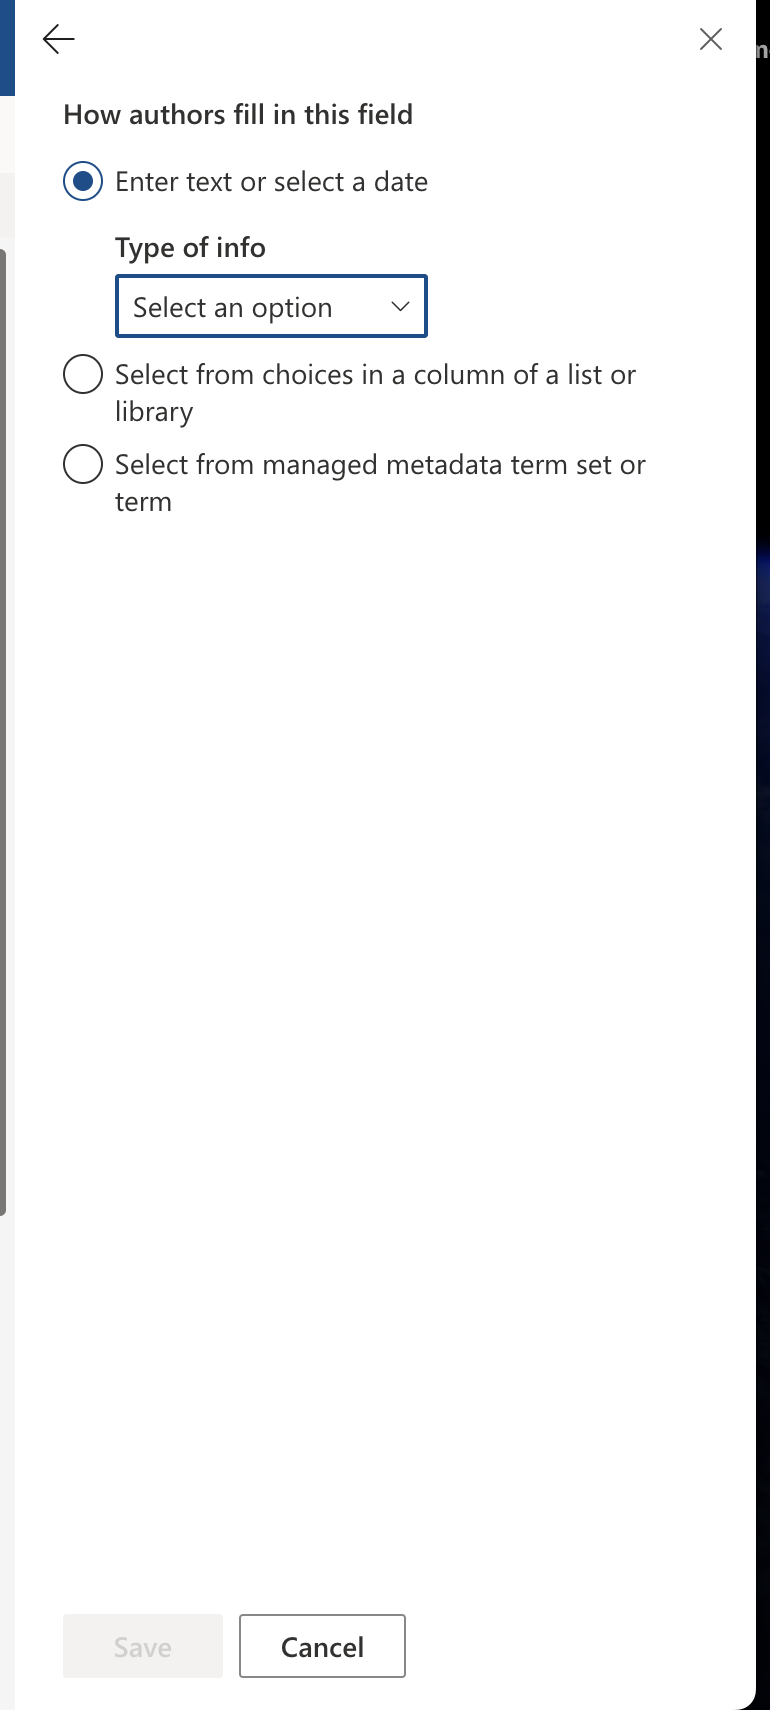 How authors fill in this field
Enter text or select a date
Type of info
Select an option
Select from choices in a column of a list or
library
Select from managed metadata term set or
term
Save
Cancel